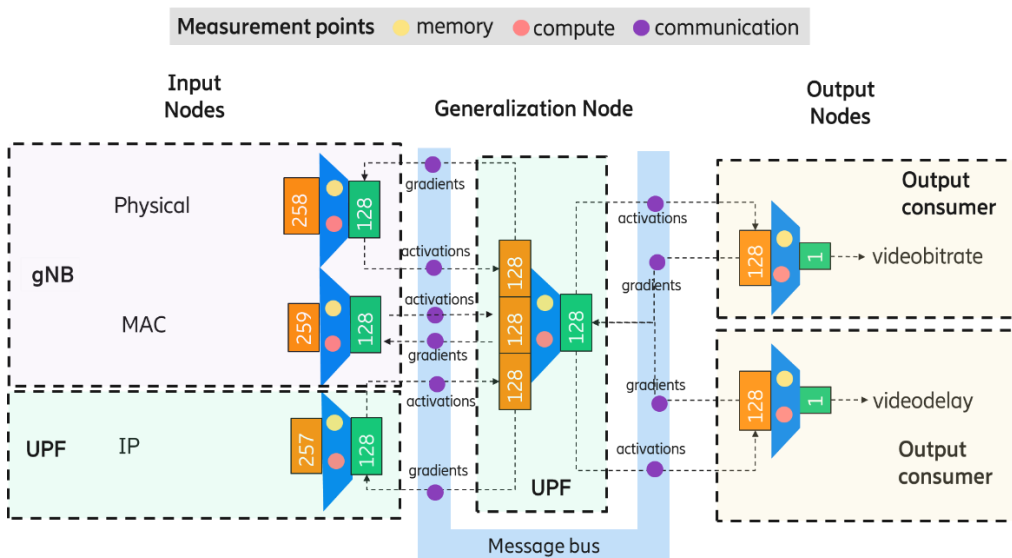 Measurement points memory compute communication
Input
Nodes
Generalization Node
Output
Nodes
gNB
Physical
258
128
MAC
259
128
UPF
IP
257
128
gradients
activations
activations
gradients
activations
gradients
128
128
128
128
UPF
Message bus
activations
gradients
gradients
activations
Output
consumer
128
1
videobitrate
128
1
videodelay
Output
consumer